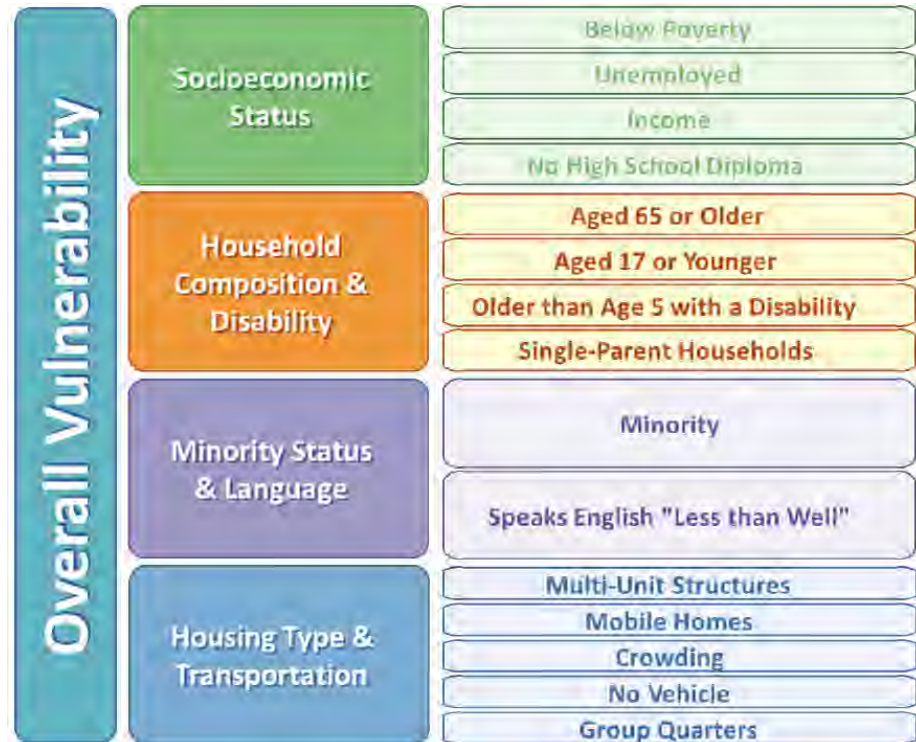 Overall Vulnerability
Socioeconomic
Status
Below Poverty
Unemployed
Income
No High School Diploma
Household
Composition &
Disability
Aged 65 or Older
Aged 17 or Younger
Older than Age 5 with a Disability
Single-Parent Households
Minority Status
& Language
Minority
Speaks English "Less than Well"
Housing Type &
Transportation
Multi-Unit Structures
Mobile Homes
Crowding
No Vehicle
Group Quarters